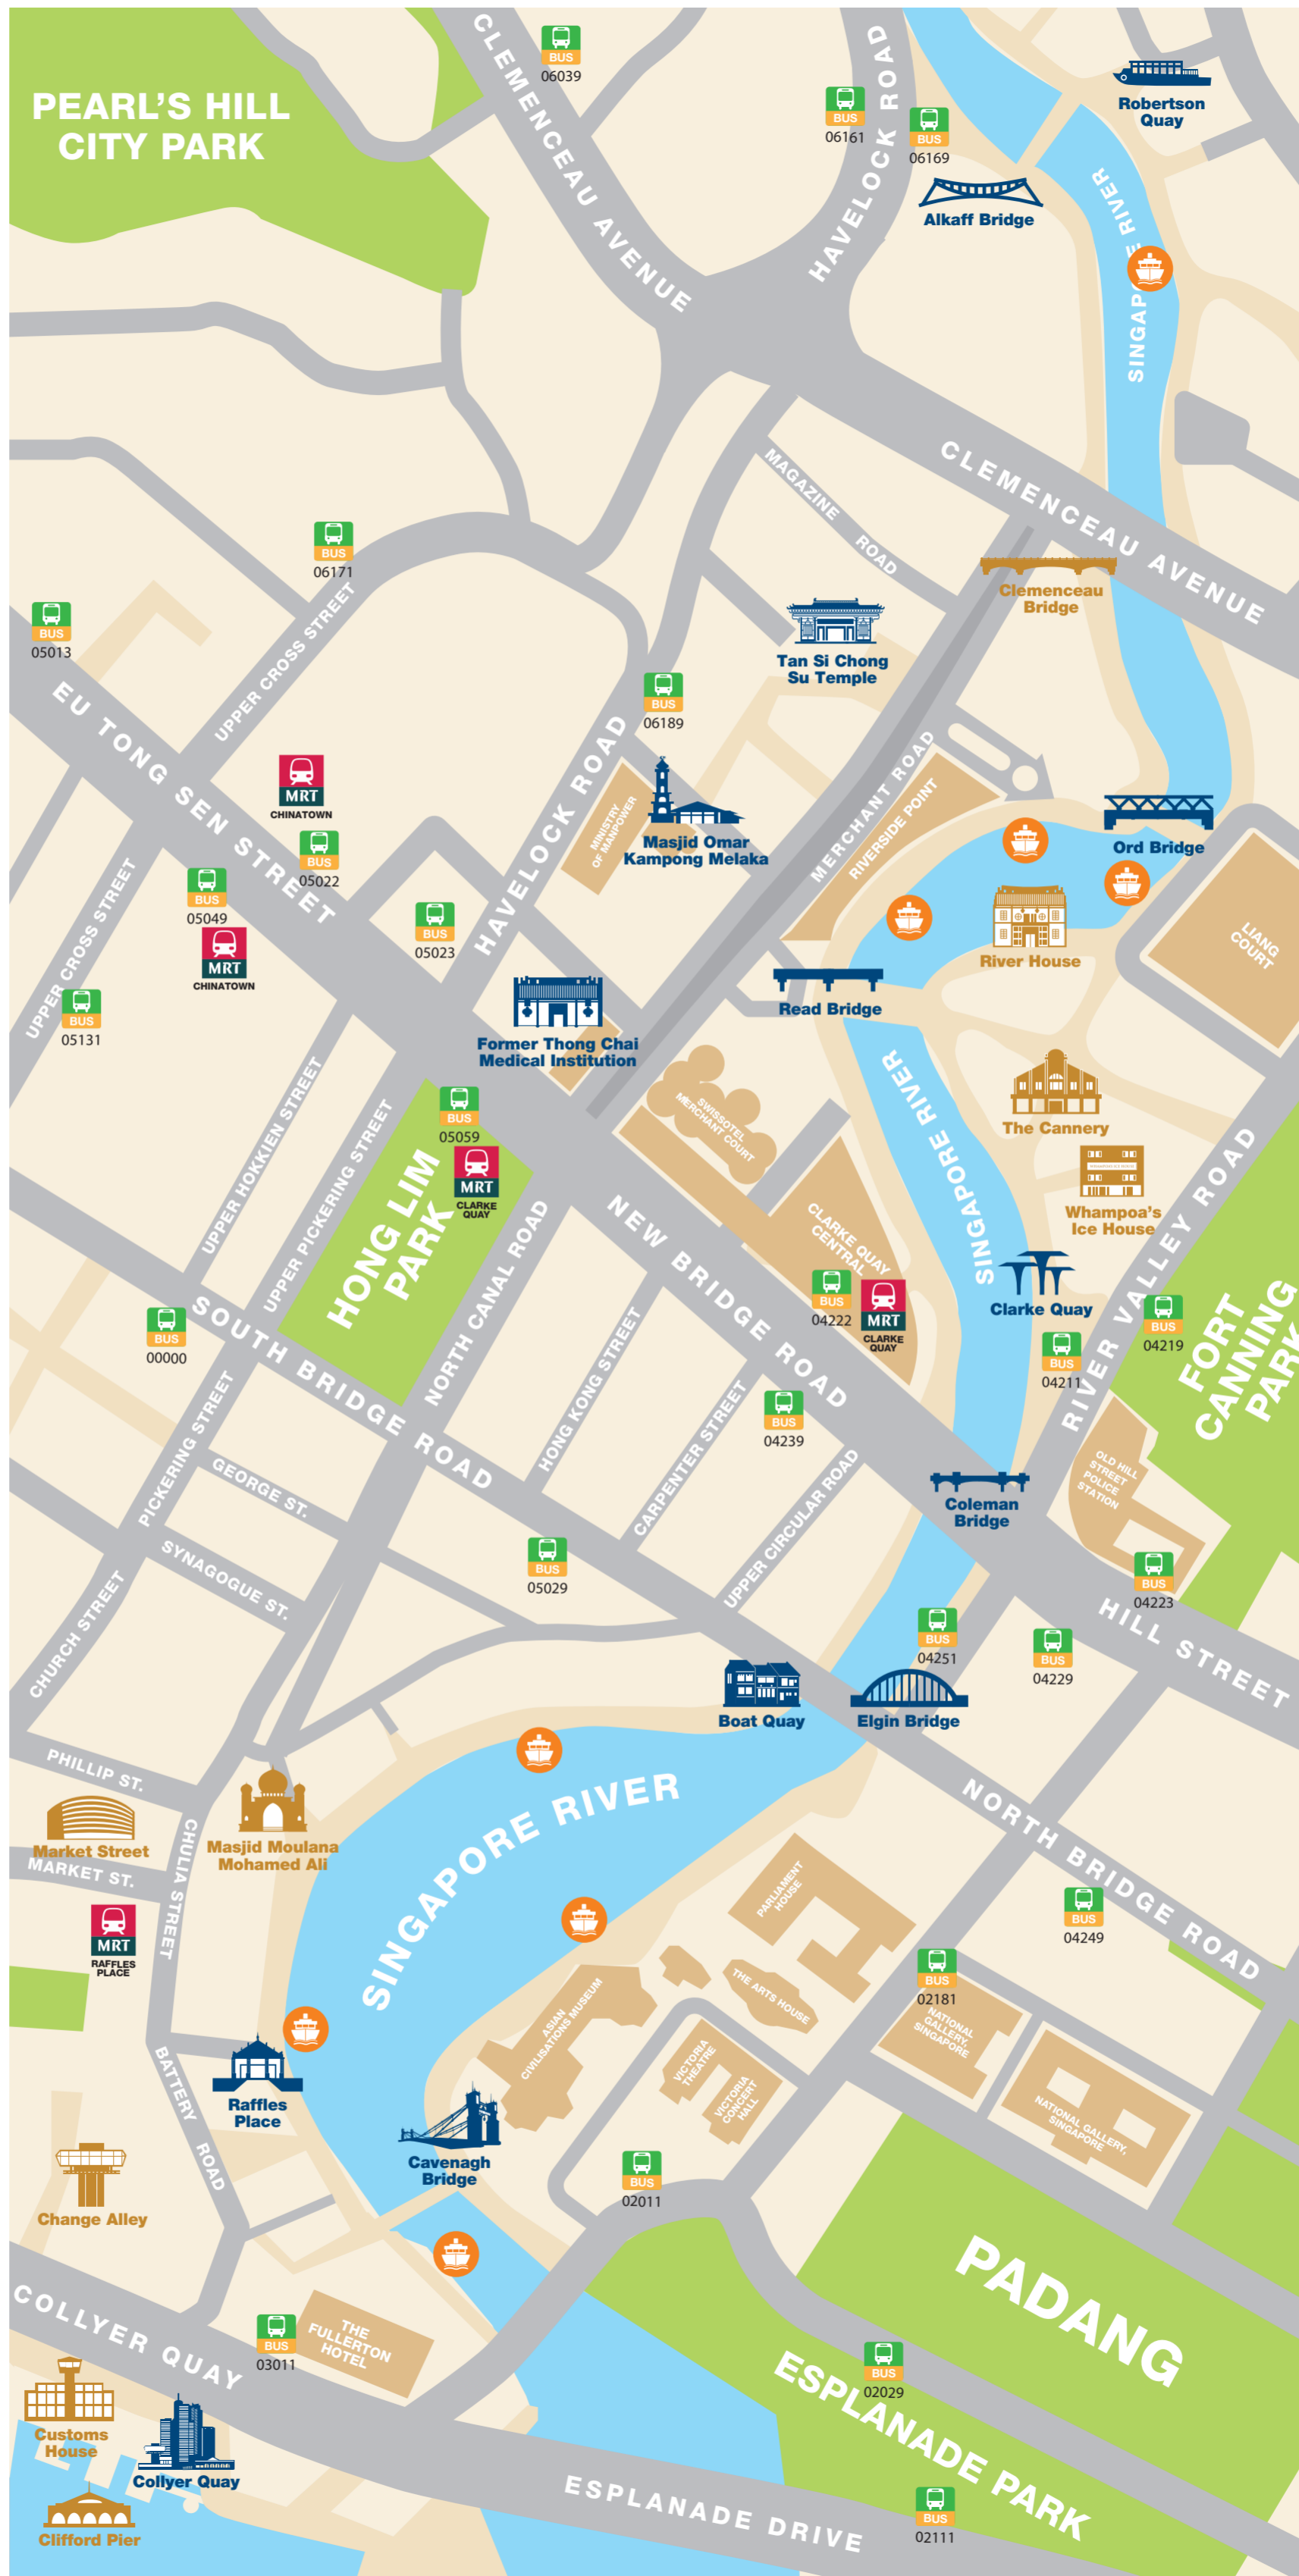 PEARL'S HILL
CITY PARK
CLEMENCEAU AVENUE
BUS
06039
BUS
06161
HAVELOCK ROAD
BUS
06169
Robertson
Quay
Alkaff Bridge
SINGAPORE RIVER
CLEMENCEAU AVENUE
MAGAZINE ROAD
Clemenceau
Bridge
BUS
06171
BUS
05013
UPPER CROSS STREET
EU TONG SEN STREET
Tan Si Chong
Su Temple
BUS
06189
HAVELOCK ROAD
MINISTRY
OF MANPOWER
Masjid Omar
Kampong Melaka
MERCHANT ROAD
RIVERSIDE POINT
Ord Bridge
MRT
CHINATOWN
BUS
05022
BUS
05049
MRT
CHINATOWN
BUS
05023
UPPER CROSS STREET
BUS
05131
River House
LIANG
COURT
Read Bridge
Former Thong Chai
Medical Institution
SWISSOTEL
MERCHANT COURT
SINGAPORE RIVER
The Cannery
Whampoa's
Ice House
BUS
05059
MRT
CLARKE
QUAY
UPPER HOKKIEN STREET
UPPER PICKERING STREET
HONG LIM
PARK
NORTH CANAL ROAD
NEW BRIDGE ROAD
CLARKE QUAY
CENTRAL
BUS
04222
MRT
CLARKE
QUAY
Clarke Quay
RIVER VALLEY ROAD
BUS
04219
BUS
04211
FORT
CANNING
PARK
BUS
00000
SOUTH BRIDGE ROAD
HONG KONG STREET
CARPENTER STREET
UPPER CIRCULAR ROAD
BUS
04239
PICKERING STREET
GEORGE ST.
SYNAGOGUE ST.
CHURCH STREET
BUS
05029
Coleman
Bridge
OLD HILL
STREET
POLICE
STATION
BUS
04223
HILL STREET
BUS
04251
BUS
04229
Boat Quay
Elgin Bridge
NORTH BRIDGE ROAD
PHILLIP ST.
Market Street
MARKET ST.
CHULIA STREET
Masjid Moulana
Mohamed Ali
SINGAPORE RIVER
PARLIAMENT
HOUSE
BUS
04249
MRT
RAFFLES
PLACE
BUS
02181
THE ARTS HOUSE
ASIAN
CIVILISATIONS MUSEUM
VICTORIA
THEATRE
VICTORIA
CONCERT
HALL
NATIONAL
GALLERY,
SINGAPORE
NATIONAL GALLERY,
SINGAPORE
Raffles
Place
BATTERY ROAD
Cavenagh
Bridge
BUS
02011
Change Alley
PADANG
COLLYER QUAY
BUS
03011
THE
FULLERTON
HOTEL
BUS
02029
ESPLANADE PARK
Customs
House
Collyer Quay
Clifford Pier
ESPLANADE DRIVE
BUS
02111